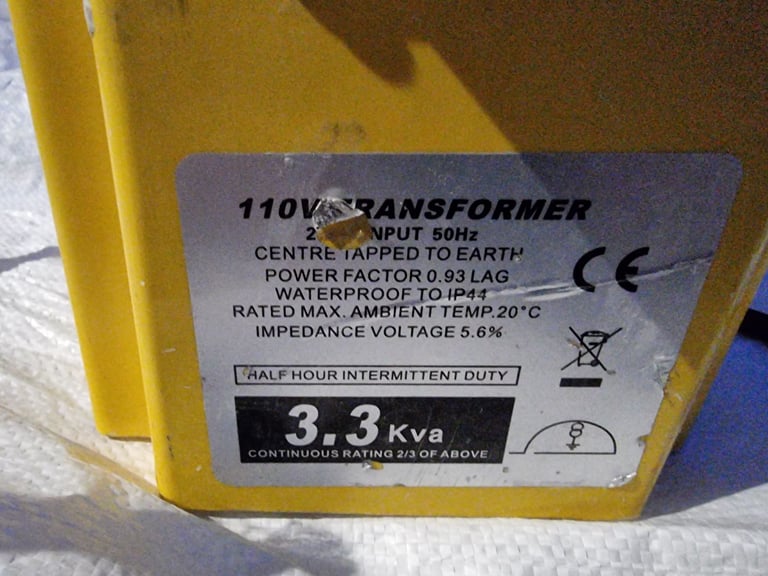 110V TRANSFORMER
INPUT 50Hz
CENTRE TAPPED TO EARTH
POWER FACTOR 0.93 LAG
WATERPROOF TO IP44
RATED MAX. AMBIENT TEMP.20°C
IMPEDANCE VOLTAGE 5.6%
CE
HALF HOUR INTERMITTENT DUTY
3.3 Kva
CONTINUOUS RATING 2/3 OF ABOVE